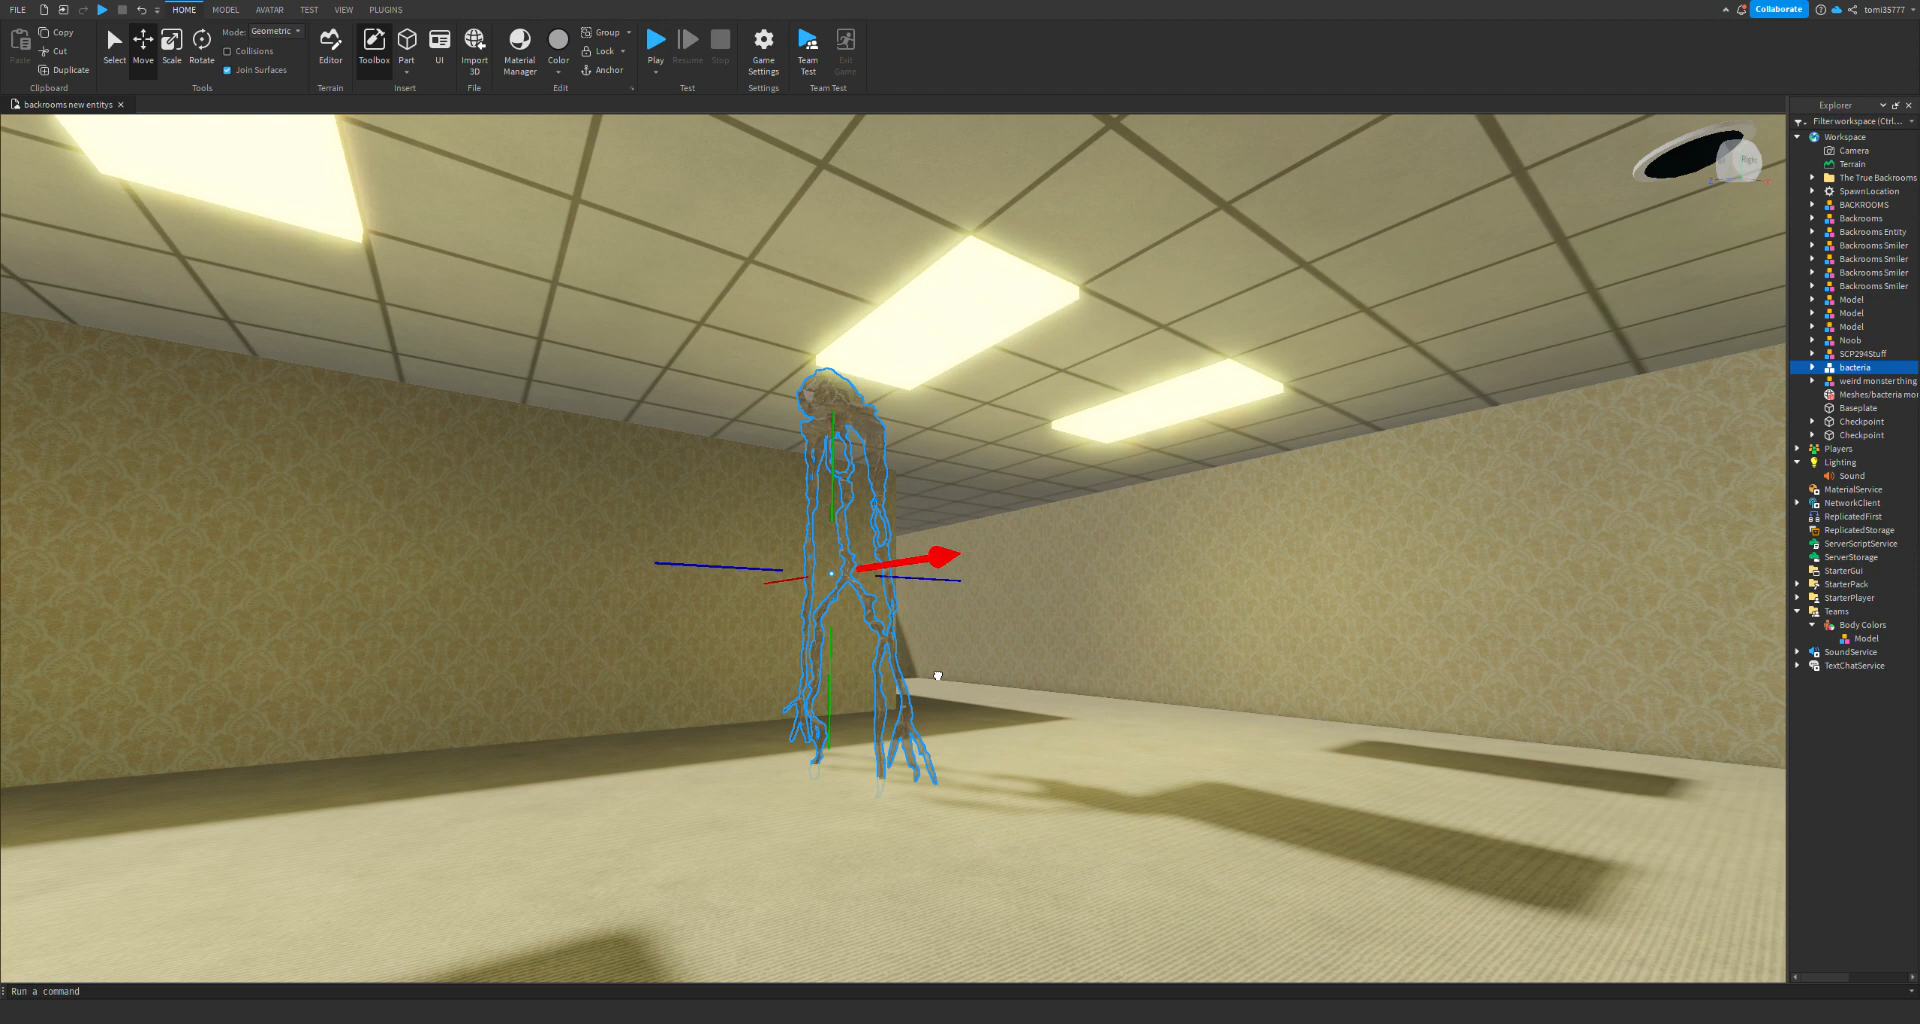 FILE HOME MODEL AVATAR TEST VIEW PLUGINS Collaborate tomi35777
Paste Copy Cut Duplicate Clipboard
Select Move Scale Rotate Mode: Geometric Collisions Join Surfaces Tools
Editor Terrain
Toolbox Part UI Insert
Import 3D File
Material Manager Color Group Lock Anchor Edit
Play Resume Stop Test
Game Settings Settings
Team Test Exit Game Team Test
backrooms new entitys
Right
Explorer
Filter workspace (Ctrl...
Workspace
Camera
Terrain
The True Backrooms
SpawnLocation
BACKROOMS
Backrooms
Backrooms Entity
Backrooms Smiler
Backrooms Smiler
Backrooms Smiler
Backrooms Smiler
Model
Model
Model
Noob
SCP294Stuff
bacteria
weird monster thing
Meshes/bacteria mo
Baseplate
Checkpoint
Checkpoint
Players
Lighting
Sound
MaterialService
NetworkClient
ReplicatedFirst
ReplicatedStorage
ServerScriptService
ServerStorage
StarterGui
StarterPack
StarterPlayer
Teams
Body Colors
Model
SoundService
TextChatService
Run a command